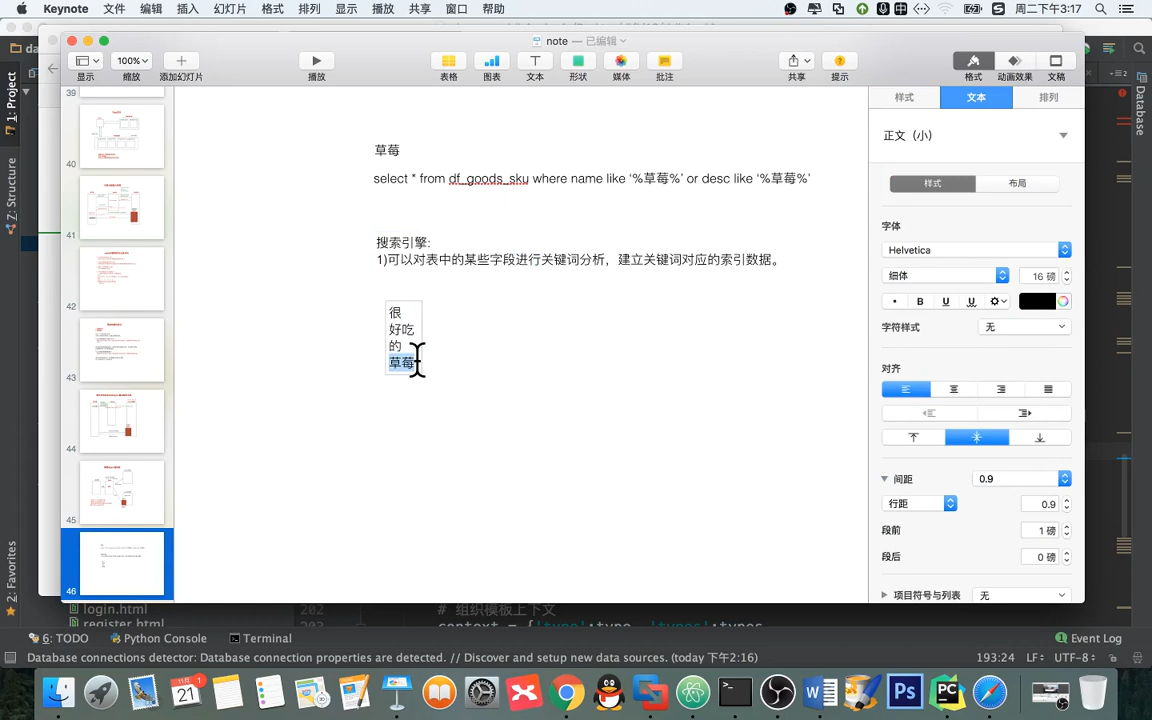 Keynote 文件 编辑 插入 幻灯片 格式 排列 显示 播放 共享 窗口 帮助 周二下午3:17
note — 已编辑
100%
显示 缩放 添加幻灯片 播放 表格 图表 文本 形状 媒体 批注 共享 提示 格式 动画效果 文稿
1: Project
Z: Structure
2: Favorites
Database
39
40
41
42
43
44
45
46
草莓
select * from df_goods_sku where name like ‘%草莓%’ or desc like ‘%草莓%’
搜索引擎:
1)可以对表中的某些字段进行关键词分析，建立关键词对应的索引数据。
很
好吃
的
草莓
样式 文本 排列
正文（小）
样式 布局
字体
Helvetica
细体 16 磅
B U U
字符样式 无
对齐
间距 0.9
行距 0.9
段前 1 磅
段后 0 磅
项目符号与列表 无
login.html
register.html
202 # 组织模板上下文
203 context = {'type':type, 'types':types
6: TODO Python Console Terminal 1 Event Log
Database connections detector: Database connection properties are detected. // Discover and setup new data sources. (today 下午2:16) 193:24 LF÷ UTF-8÷